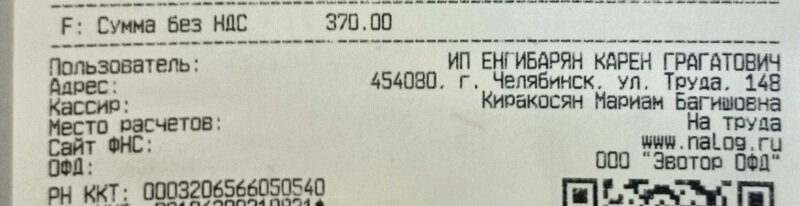 F: Сумма без НДС 370.00
Пользователь: ИП ЕНГИБАРЯН КАРЕН ГРАГАТОВИЧ
Адрес: 454080, г. Челябинск, ул. Труда, 148
Кассир: Киракосян Мариам Багишовна
Место расчетов: На труда
Сайт ФНС: www.nalog.ru
ОФД: ООО "Эвотор ОФД"
РН ККТ: 0003206566050540